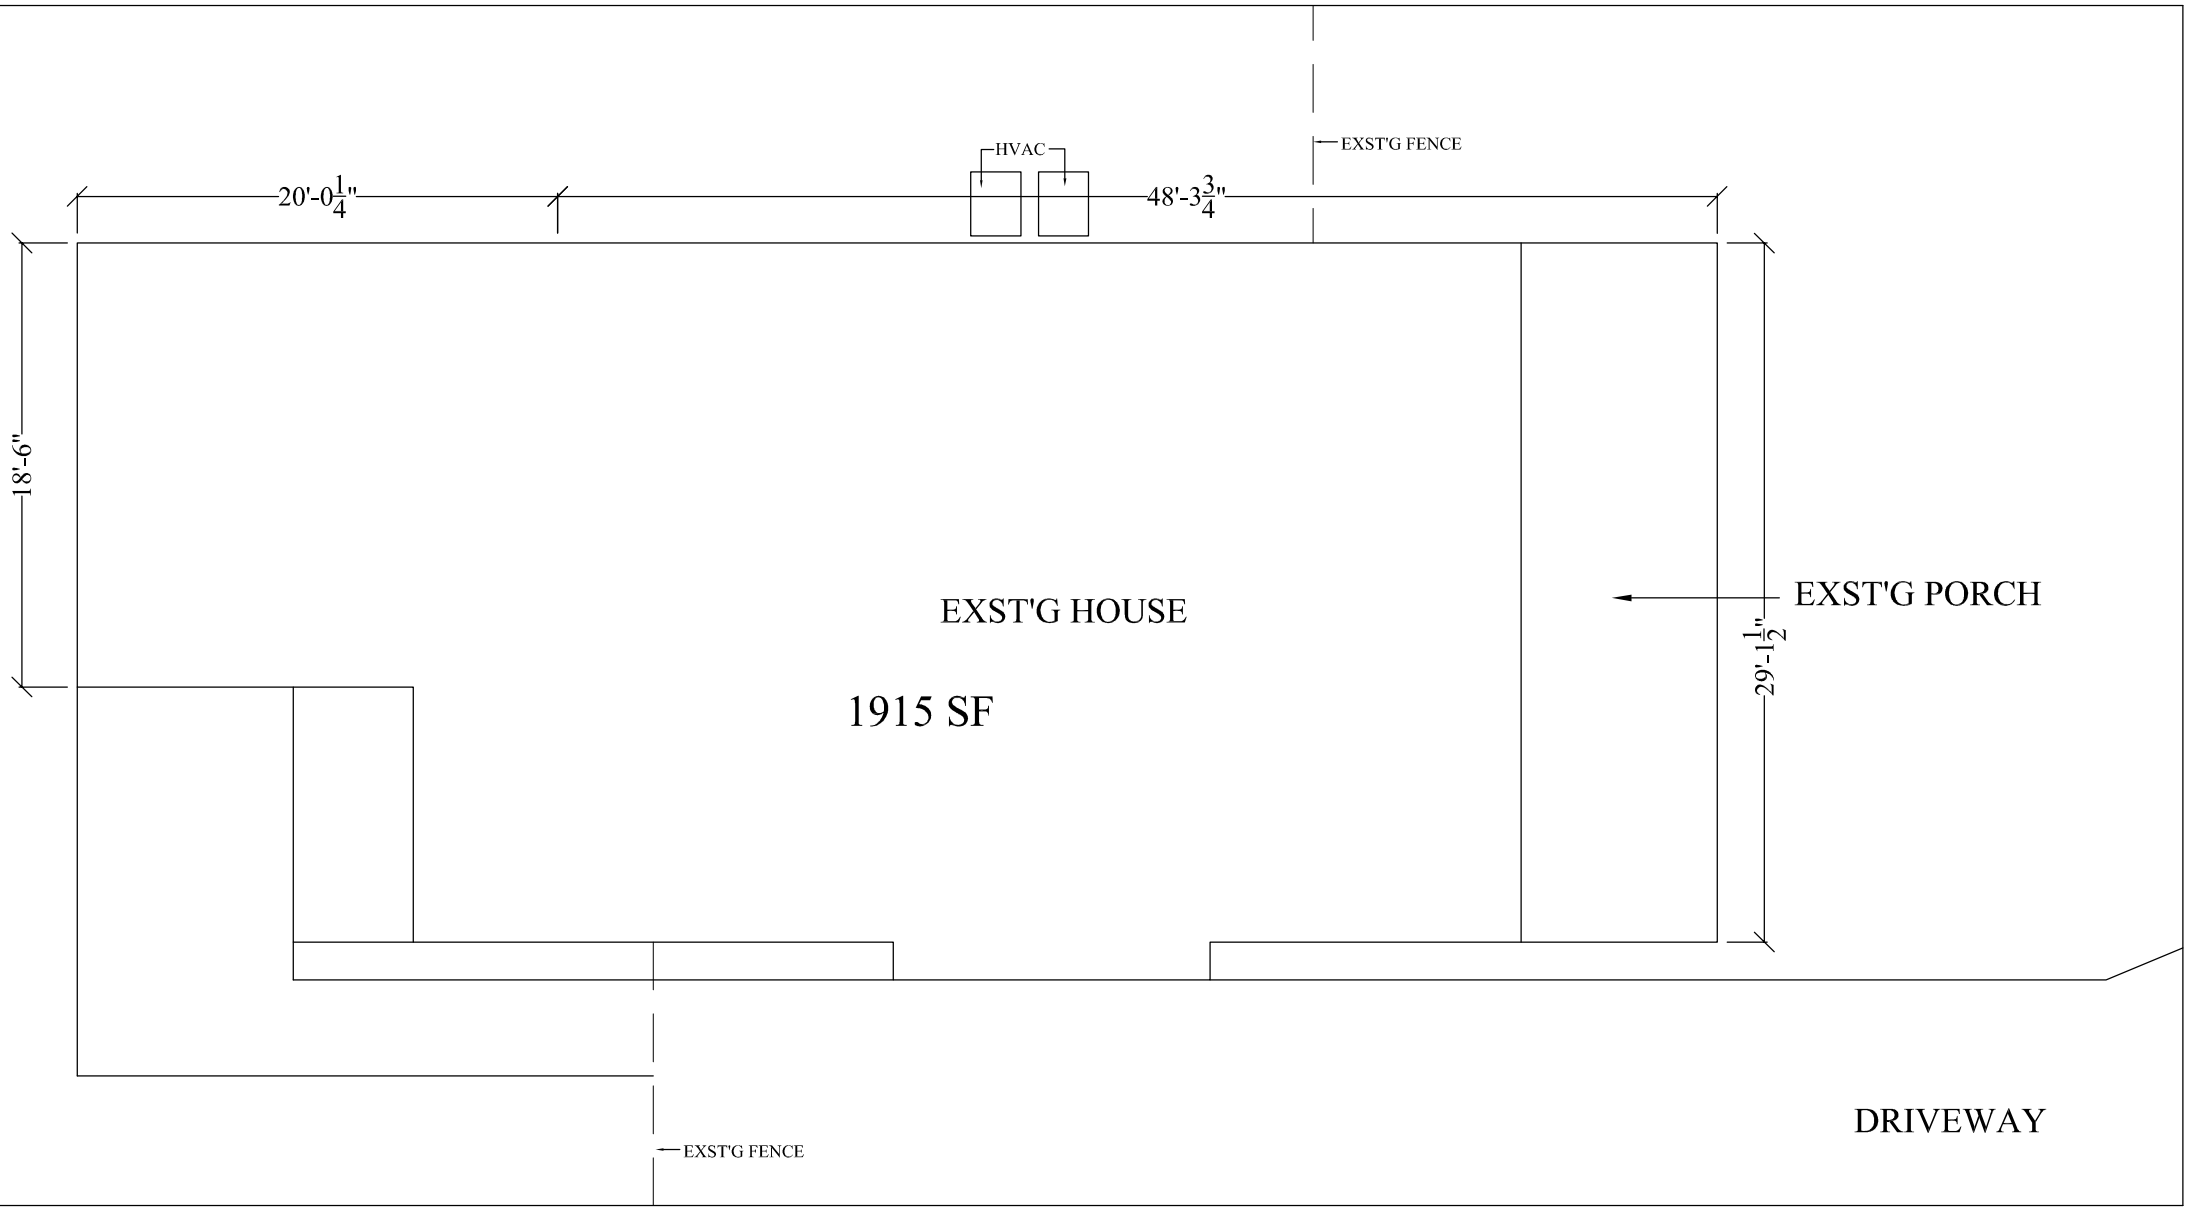 EXST'G FENCE
HVAC
20'-0 1/4"
48'-3 3/4"
18'-6"
EXST'G HOUSE
EXST'G PORCH
29'-1 1/2"
1915 SF
DRIVEWAY
EXST'G FENCE